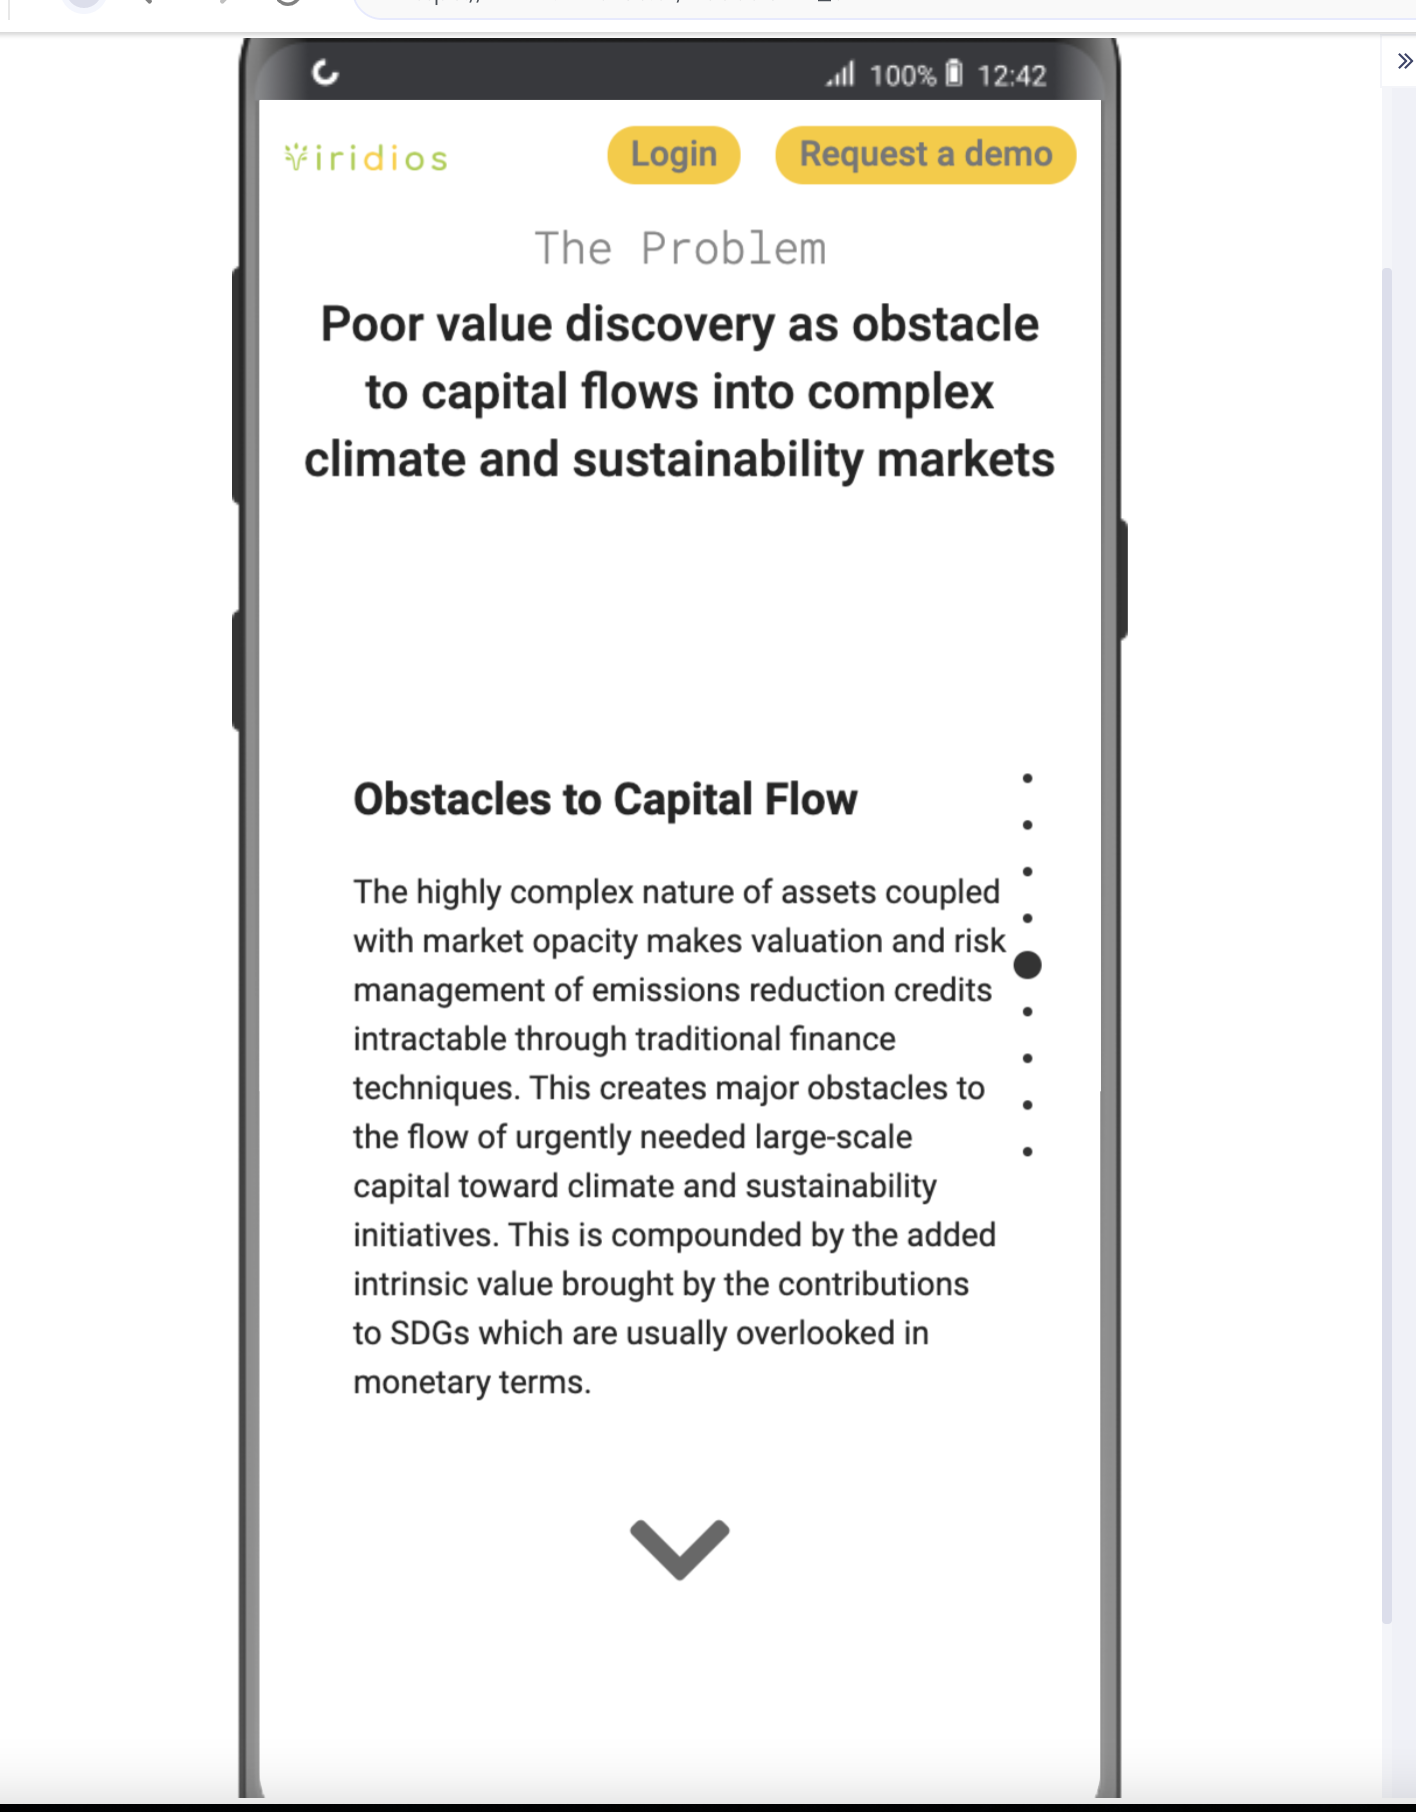 100% 12:42
Viridios Login Request a demo
The Problem
Poor value discovery as obstacle
to capital flows into complex
climate and sustainability markets
Obstacles to Capital Flow
The highly complex nature of assets coupled
with market opacity makes valuation and risk
management of emissions reduction credits
intractable through traditional finance
techniques. This creates major obstacles to
the flow of urgently needed large-scale
capital toward climate and sustainability
initiatives. This is compounded by the added
intrinsic value brought by the contributions
to SDGs which are usually overlooked in
monetary terms.